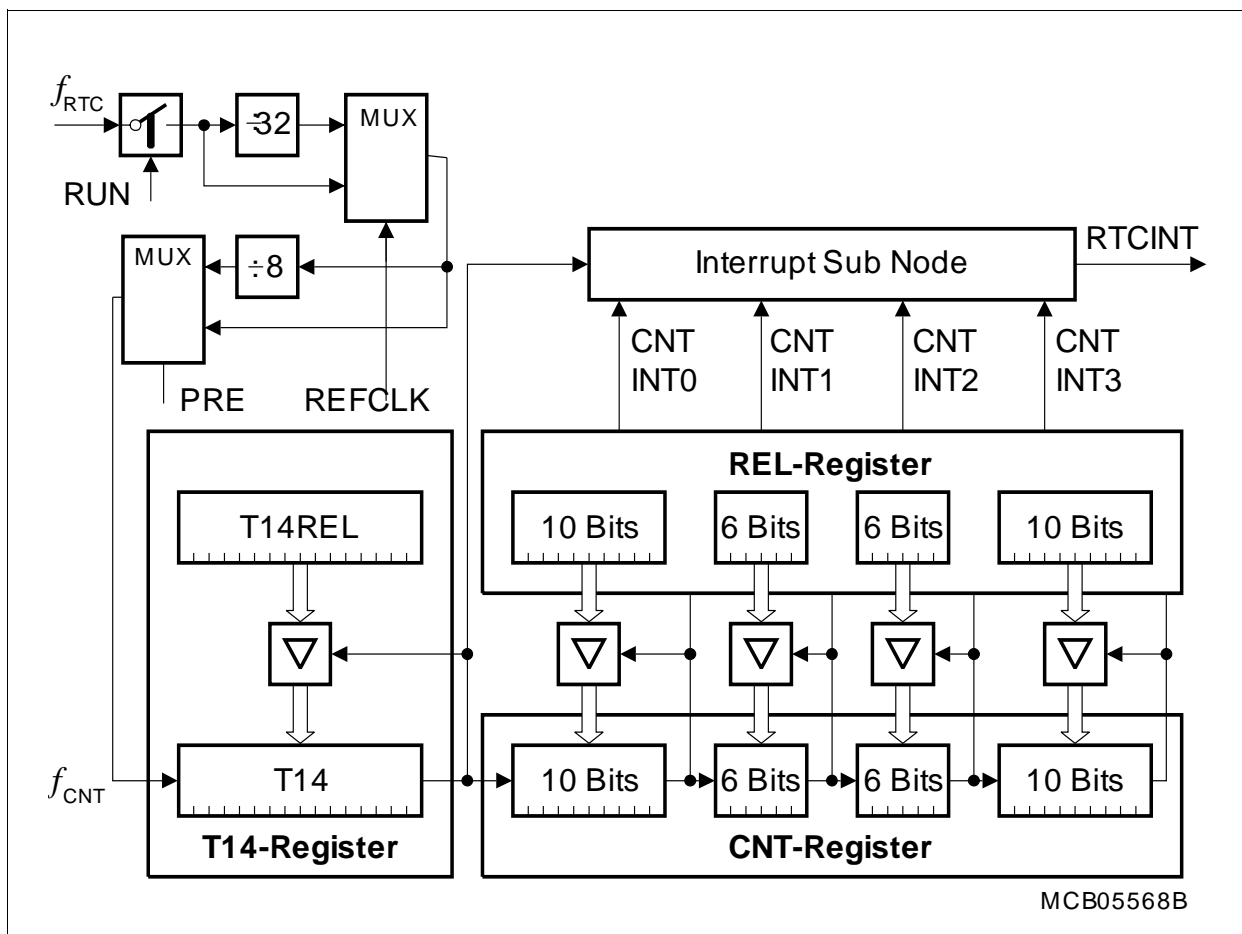 fRTC
÷32
MUX
RUN
MUX
÷8
Interrupt Sub Node
RTCINT
CNT INT0
CNT INT1
CNT INT2
CNT INT3
PRE
REFCLK
REL-Register
T14REL
10 Bits
6 Bits
6 Bits
10 Bits
fCNT
T14
10 Bits
6 Bits
6 Bits
10 Bits
T14-Register
CNT-Register
MCB05568B